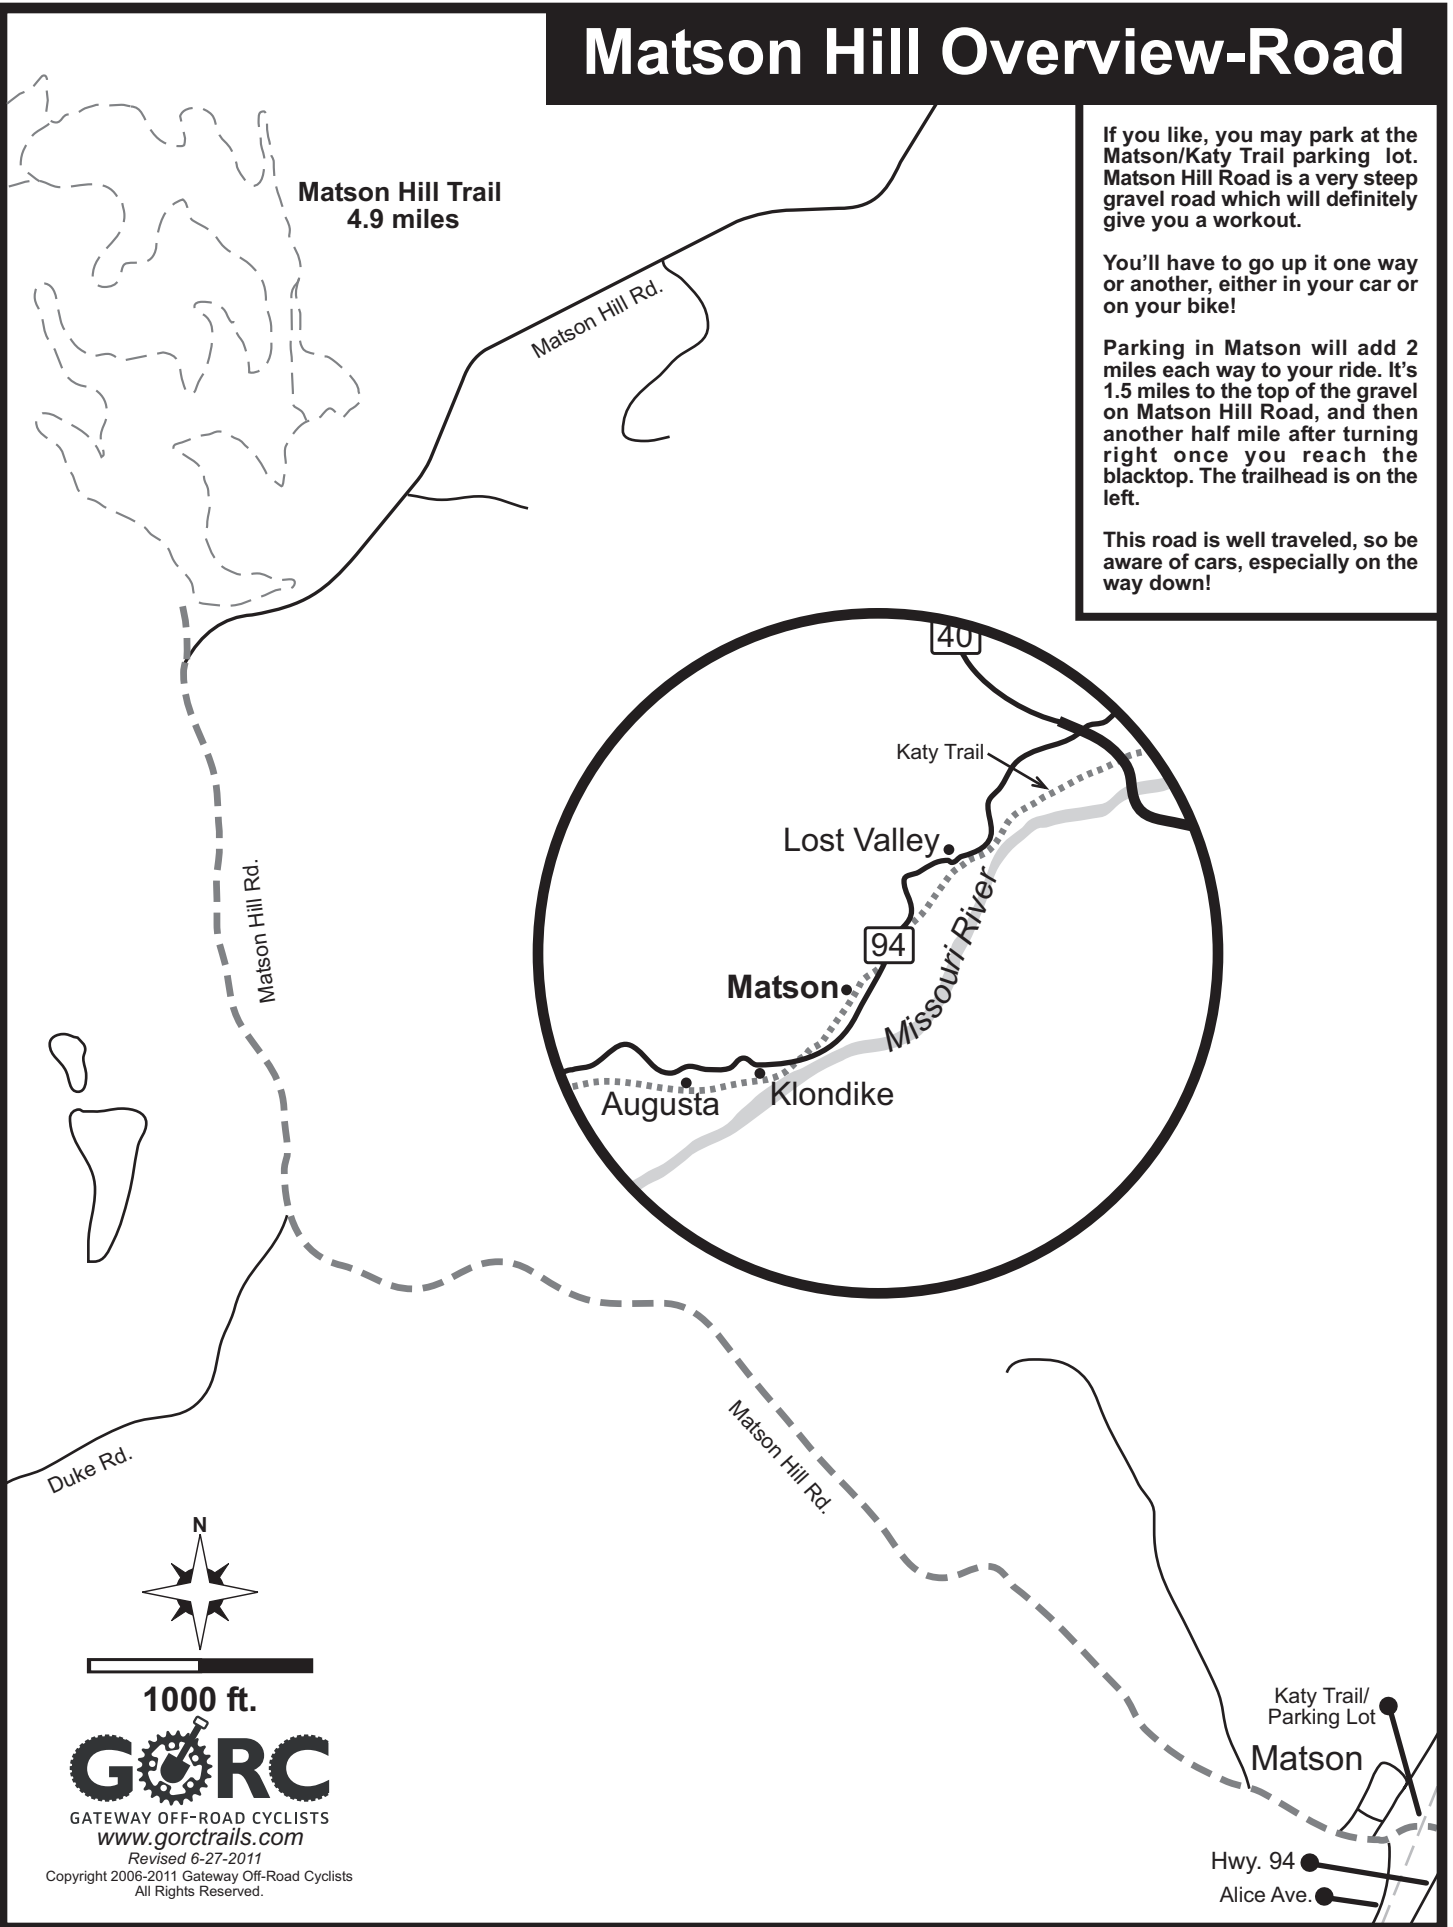 Matson Hill Overview-Road
If you like, you may park at the
Matson/Katy Trail parking lot.
Matson Hill Road is a very steep
gravel road which will definitely
give you a workout.
You'll have to go up it one way
or another, either in your car or
on your bike!
Parking in Matson will add 2
miles each way to your ride. It's
1.5 miles to the top of the gravel
on Matson Hill Road, and then
another half mile after turning
right once you reach the
blacktop. The trailhead is on the
left.
This road is well traveled, so be
aware of cars, especially on the
way down!
Matson Hill Trail
4.9 miles
Matson Hill Rd.
40
Katy Trail
Lost Valley
94
Missouri River
Matson
Augusta
Klondike
Matson Hill Rd.
Matson Hill Rd.
Duke Rd.
N
1000 ft.
GORC
GATEWAY OFF-ROAD CYCLISTS
www.gorctrails.com
Revised 6-27-2011
Copyright 2006-2011 Gateway Off-Road Cyclists
All Rights Reserved.
Katy Trail/
Parking Lot
Matson
Hwy. 94
Alice Ave.